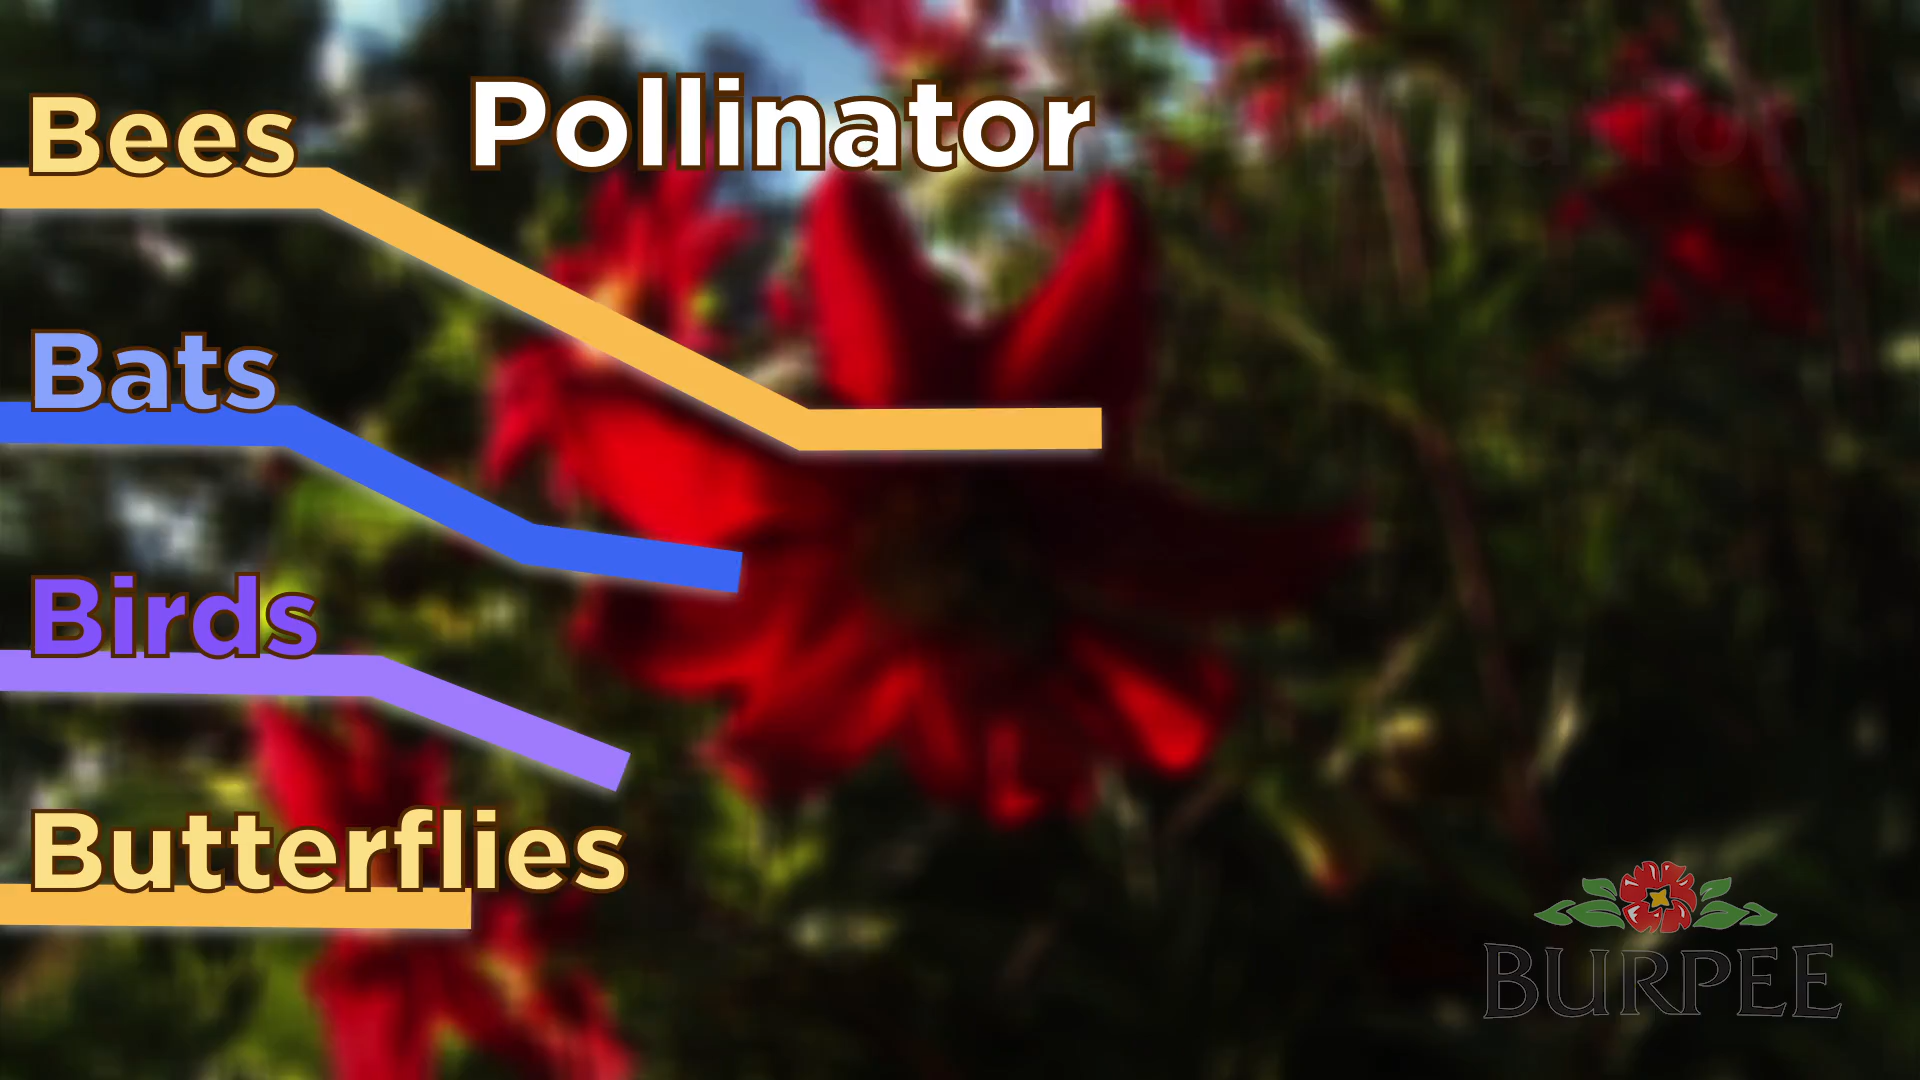 Pollinator
Bees
Bats
Birds
Butterflies
BURPEE